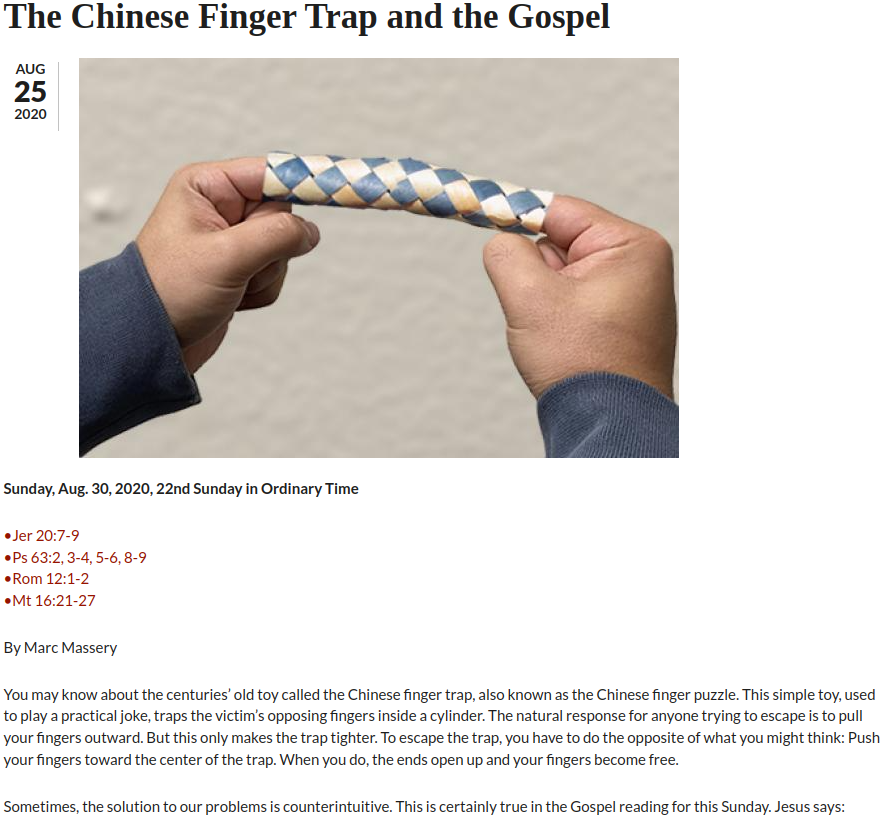 The Chinese Finger Trap and the Gospel
AUG
25
2020
Sunday, Aug. 30, 2020, 22nd Sunday in Ordinary Time
•Jer 20:7-9
•Ps 63:2, 3-4, 5-6, 8-9
•Rom 12:1-2
•Mt 16:21-27
By Marc Massery
You may know about the centuries’ old toy called the Chinese finger trap, also known as the Chinese finger puzzle. This simple toy, used
to play a practical joke, traps the victim’s opposing fingers inside a cylinder. The natural response for anyone trying to escape is to pull
your fingers outward. But this only makes the trap tighter. To escape the trap, you have to do the opposite of what you might think: Push
your fingers toward the center of the trap. When you do, the ends open up and your fingers become free.
Sometimes, the solution to our problems is counterintuitive. This is certainly true in the Gospel reading for this Sunday. Jesus says: